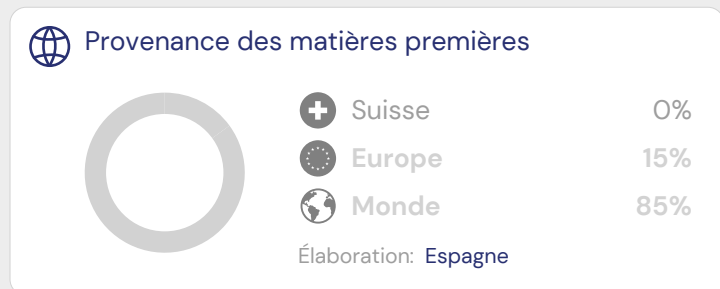 Provenance des matières premières
Suisse 0%
Europe 15%
Monde 85%
Élaboration: Espagne